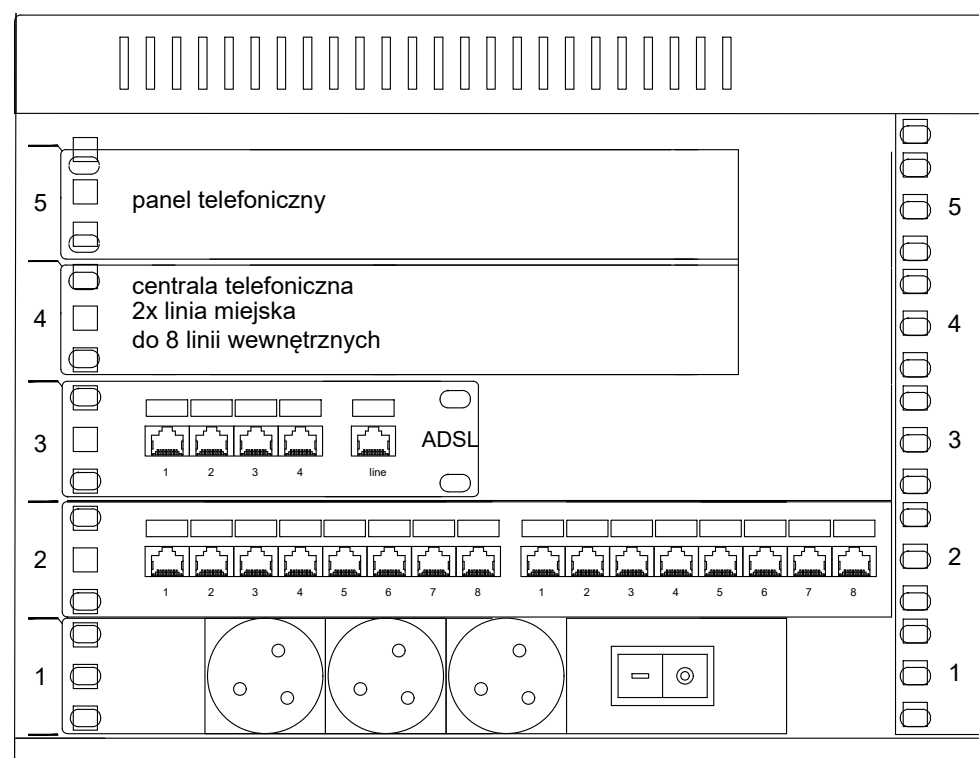 5 panel telefoniczny 5
centrala telefoniczna
4 2x linia miejska 4
do 8 linii wewnętrznych
3 ADSL 3
1 2 3 4 line
2 2
1 2 3 4 5 6 7 8 1 2 3 4 5 6 7 8
1 1